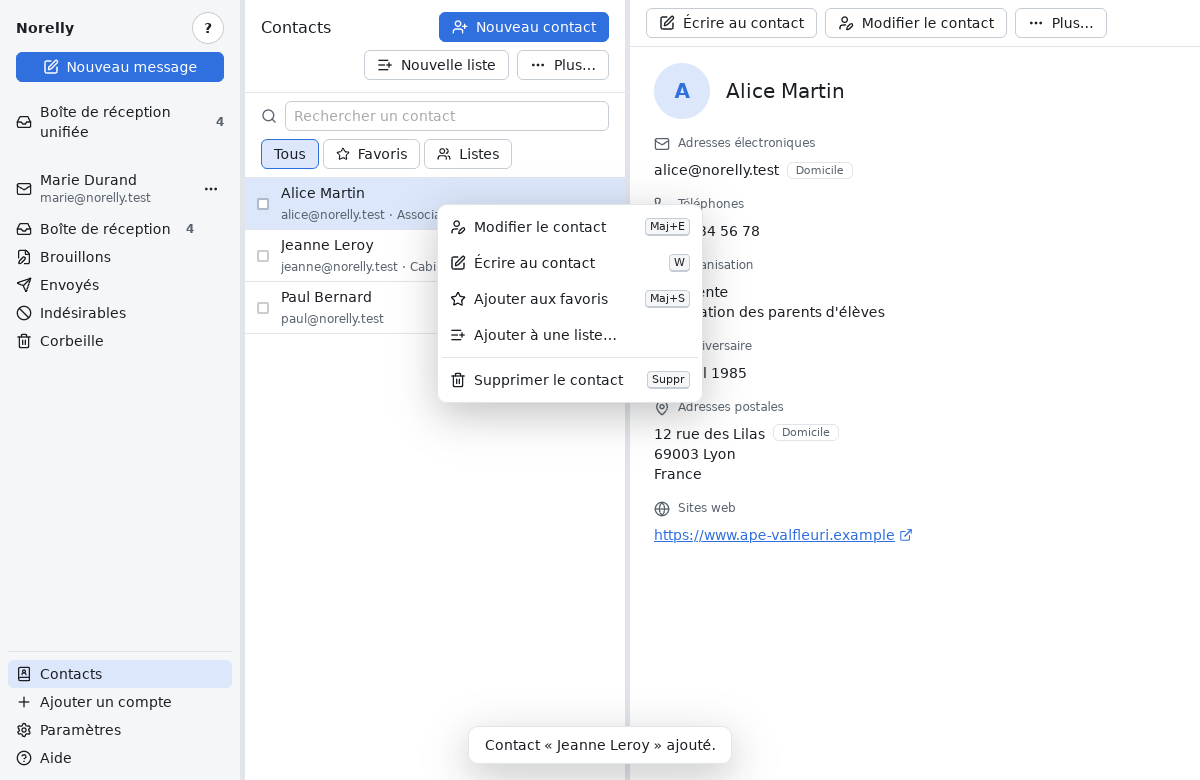 Norelly
?
Nouveau message
Boîte de réception
unifiée
4
Marie Durand
marie@norelly.test
Boîte de réception 4
Brouillons
Envoyés
Indésirables
Corbeille
Contacts
Ajouter un compte
Paramètres
Aide
Contacts
Nouveau contact
Nouvelle liste
Plus...
Rechercher un contact
Tous
Favoris
Listes
Alice Martin
alice@norelly.test ·
Jeanne Leroy
jeanne@norelly.test ·
Paul Bernard
paul@norelly.test
Modifier le contact Maj+E
Écrire au contact W
Ajouter aux favoris Maj+S
Ajouter à une liste...
Supprimer le contact Suppr
Écrire au contact
Modifier le contact
Plus...
A
Alice Martin
Adresses électroniques
alice@norelly.test Domicile
Téléphones
34 56 78
des parents d'élèves
1985
Adresses postales
12 rue des Lilas Domicile
69003 Lyon
France
Sites web
https://www.ape-valfleuri.example
Contact « Jeanne Leroy » ajouté.